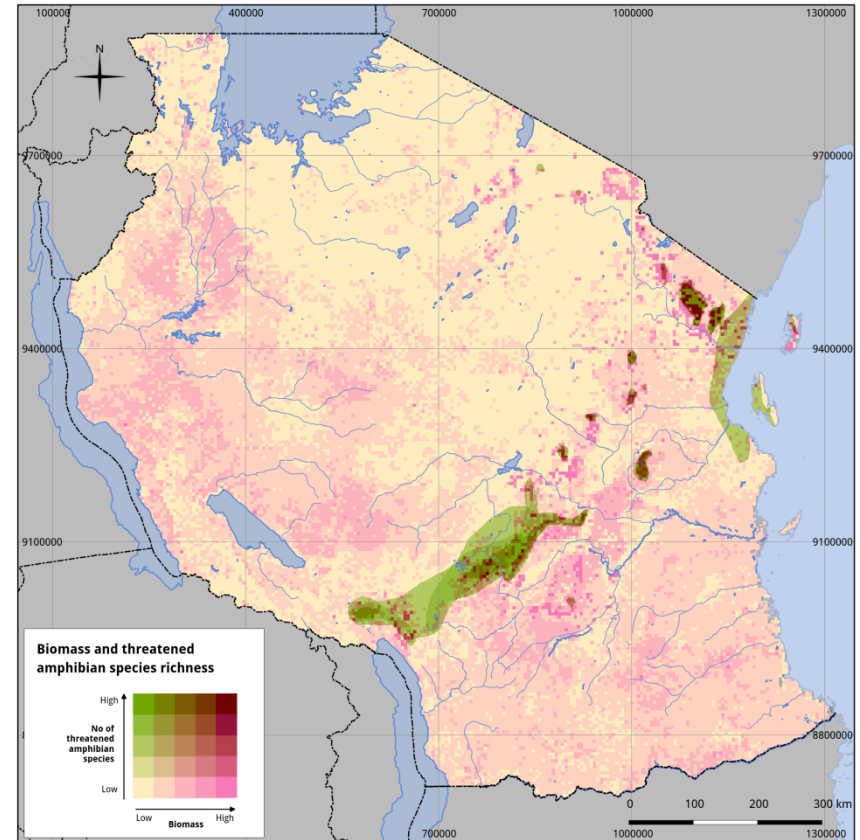 100000 400000 700000 1000000 1300000
N
9700000 9700000
9400000 9400000
9100000 9100000
Biomass and threatened
amphibian species richness
High
No of
threatened
amphibian
species
Low
Low High
Biomass
8800000
0 100 200 300 km
700000 1000000 1300000